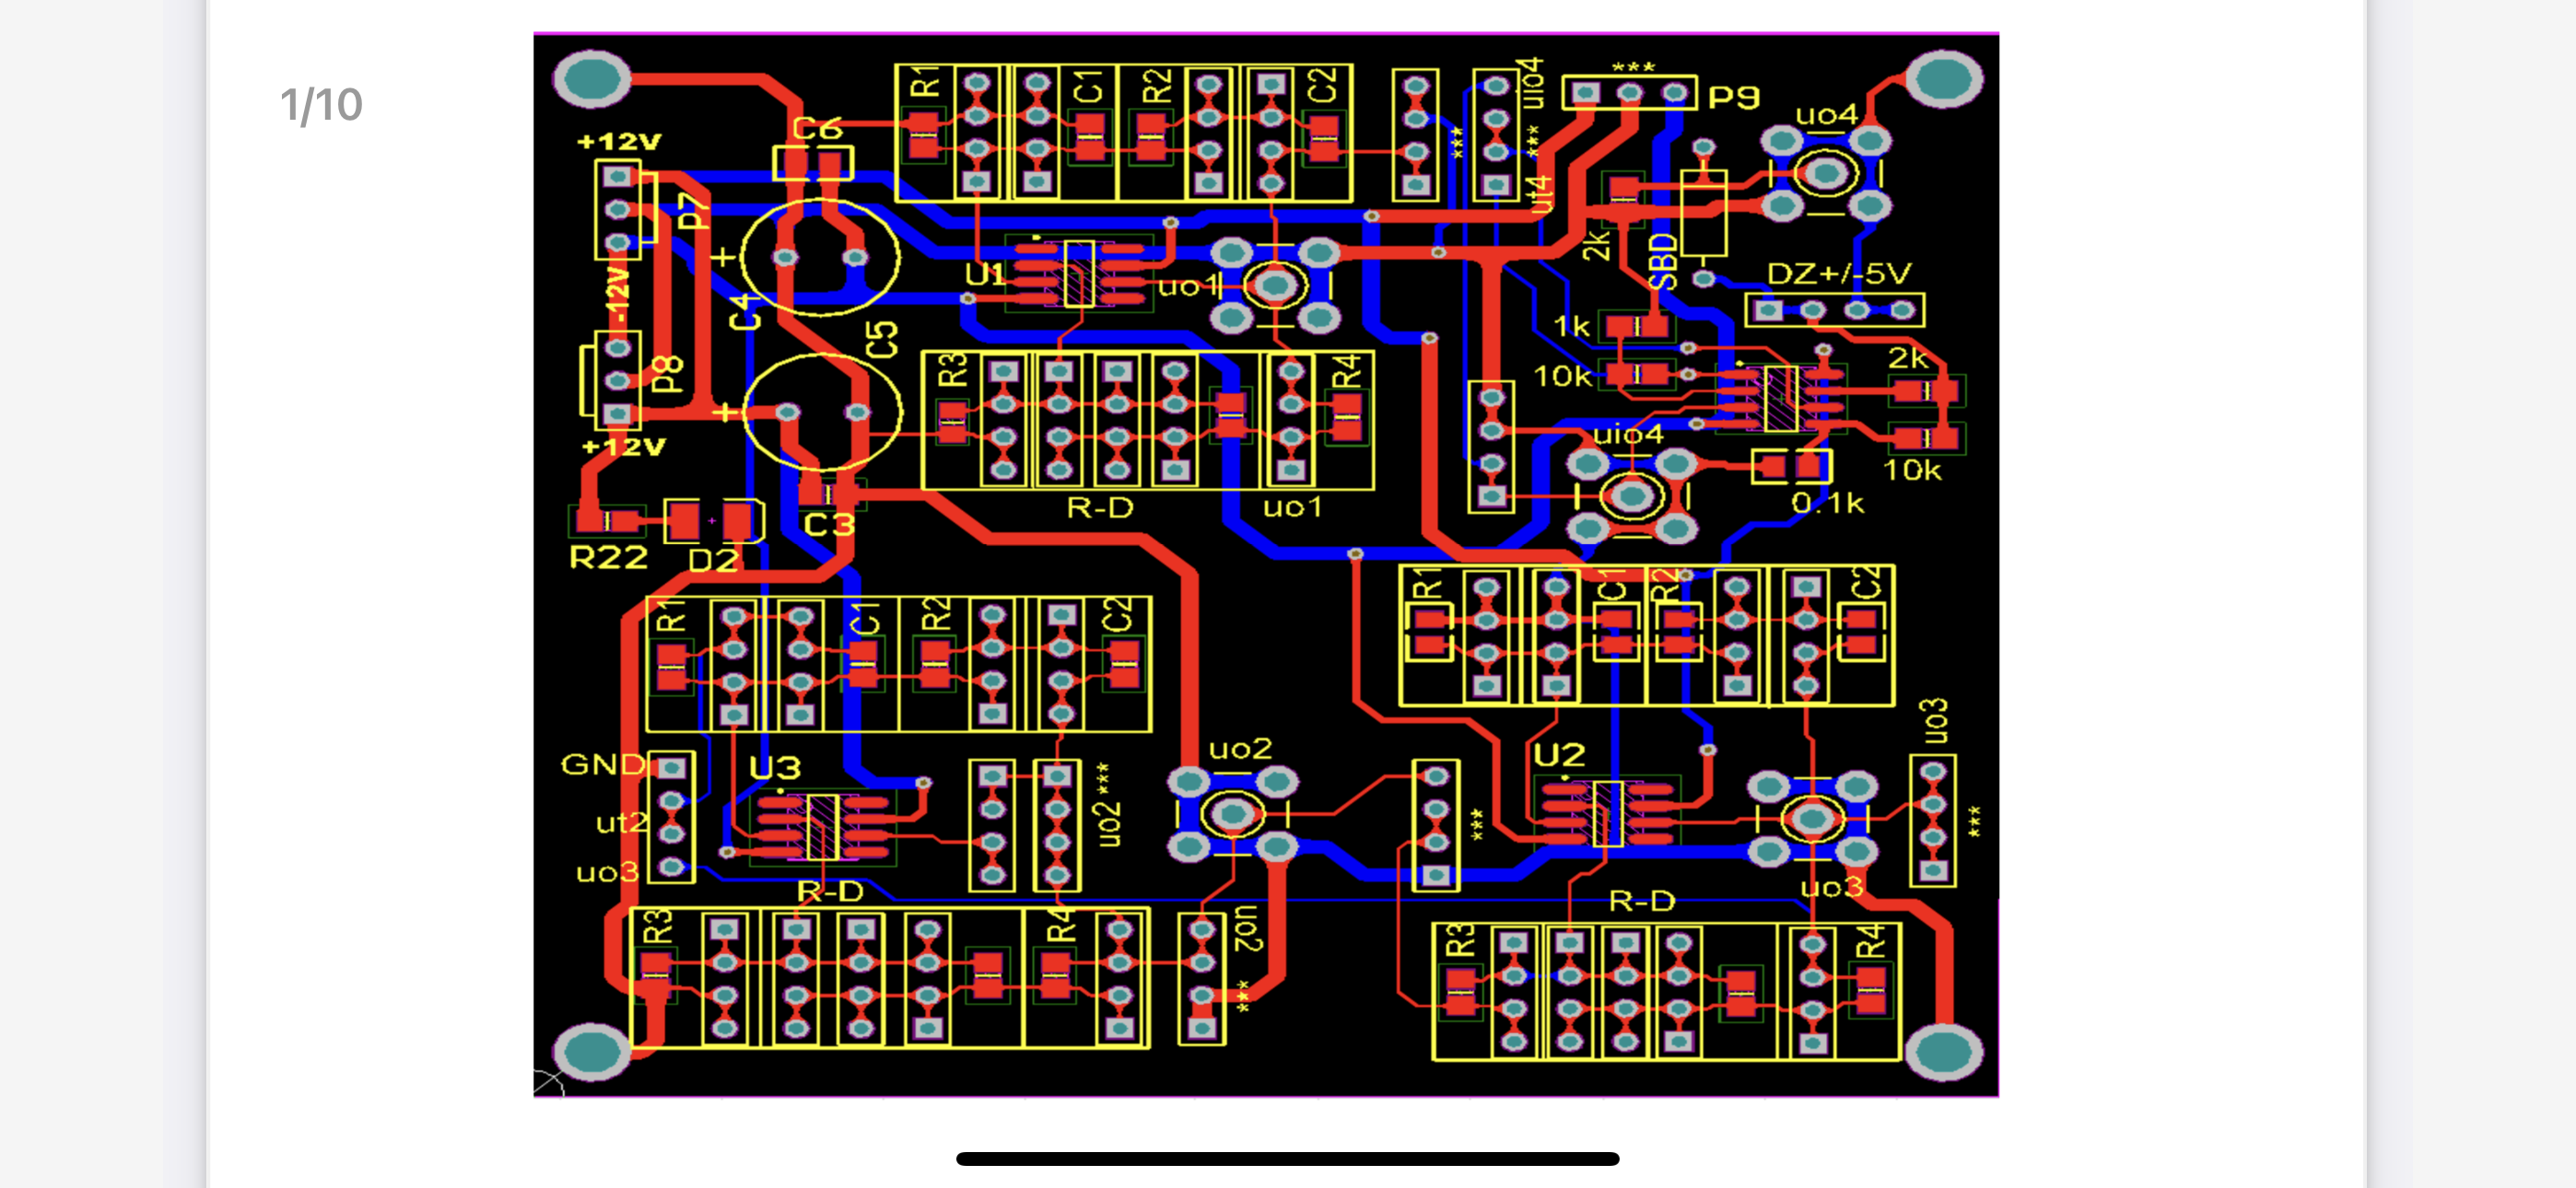 1/10
R1
C1
R2
C2
uio4
***
P9
uo4
C6
+12V
***
***
P7
ut4
2k
SBD
DZ+/-5V
+
U1
uo1
-12V
C4
C5
1k
2k
P8
R3
R4
10k
+
+12V
uio4
10k
R-D
uo1
0.1k
C3
R22
D2
R1
C1
R2
C2
R1
C1
R2
C2
uo3
GND
U3
uo2
U2
***
ut2
uo2
***
***
uo3
R-D
uo3
R-D
R3
R4
uo2
***
R3
R4